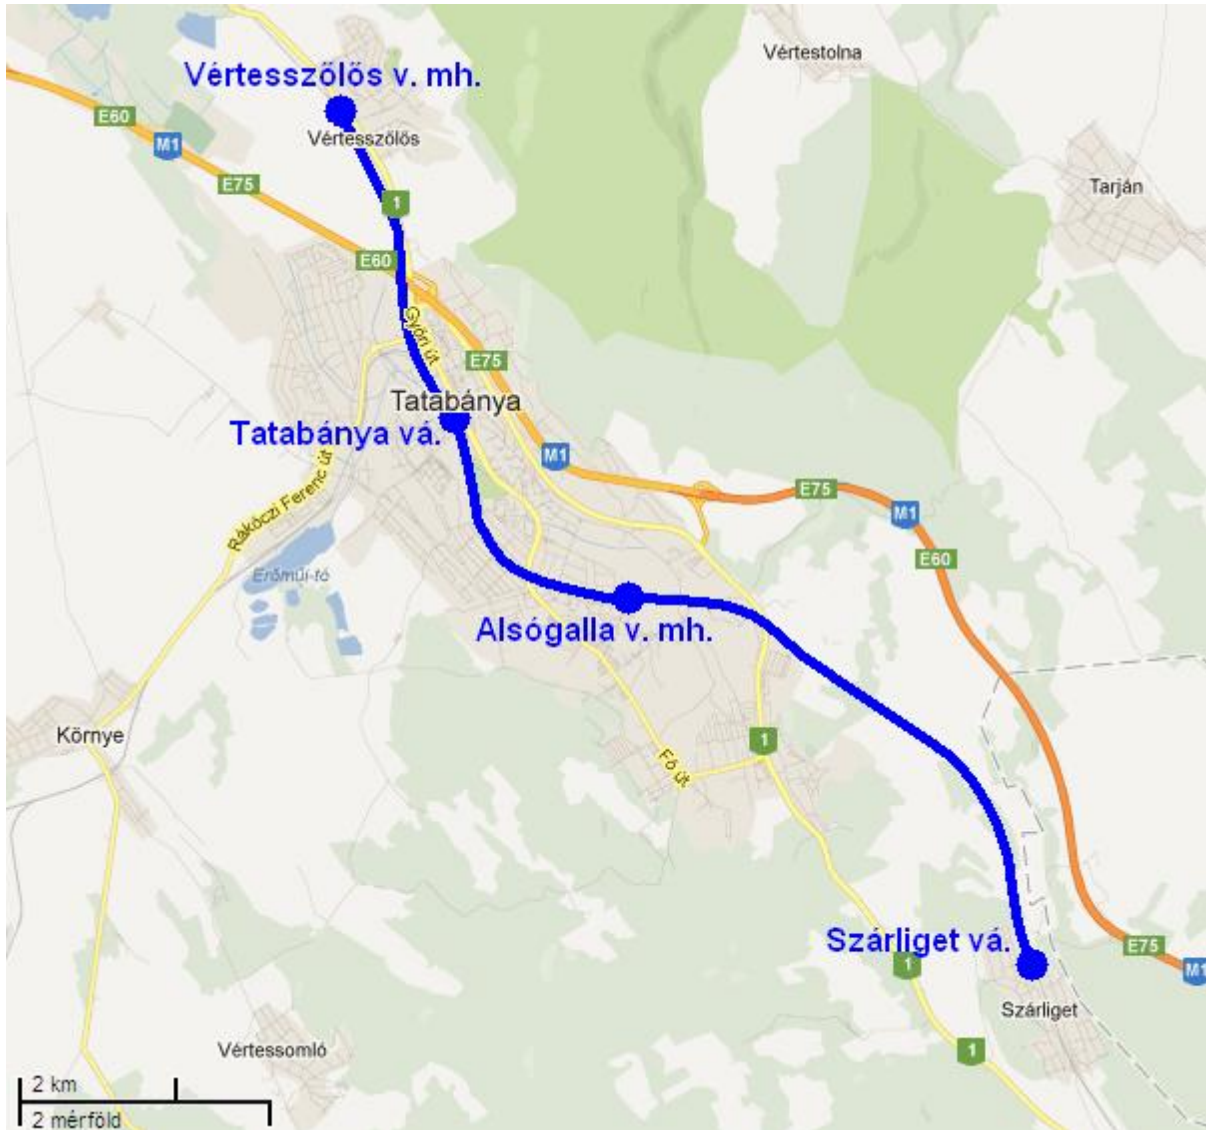 Vértestolna
Vértesszőlős v. mh.
E60
M1
Vértesszőlős
E75
Tarján
1
E60
Győri út
E75
Tatabánya
Tatabánya vá.
M1
E75
M1
Rákóczi Ferenc út
E60
Erőműi-tó
Alsógalla v. mh.
Környe
1
Fő út
Szárliget vá.
E75
1
M1
Szárliget
Vértessomló
1
2 km
2 mérföld